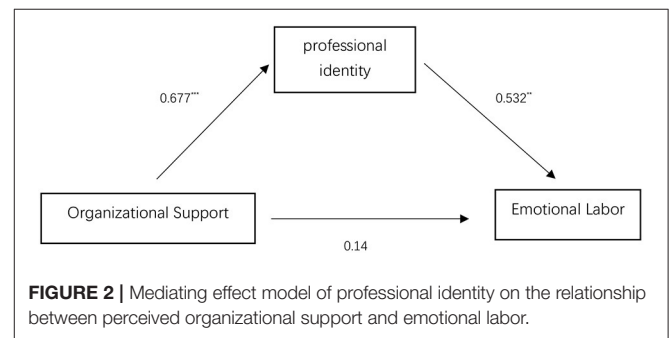 professional
identity
0.677***
0.532**
Organizational Support
Emotional Labor
0.14
FIGURE 2 | Mediating effect model of professional identity on the relationship
between perceived organizational support and emotional labor.